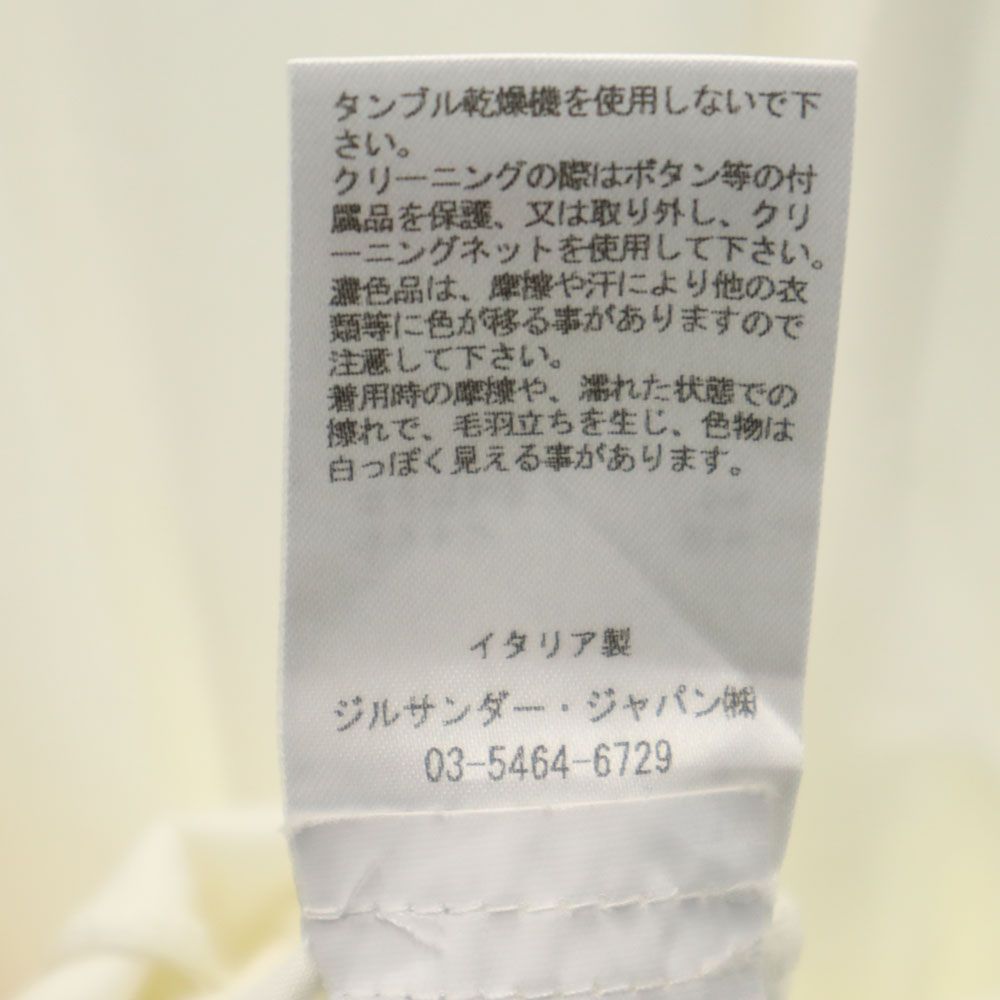 タンブル乾燥機を使用しないで下
さい。
クリーニングの際はボタン等の付
属品を保護、又は取り外し、クリ
ーニングネットを使用して下さい。
濃色品は、摩擦や汗により他の衣
類等に色が移る事がありますので
注意して下さい。
着用時の摩擦や、濡れた状態での
擦れで、毛羽立ちを生じ、色物は
白っぽく見える事があります。
イタリア製
ジルサンダー・ジャパン㈱
03-5464-6729